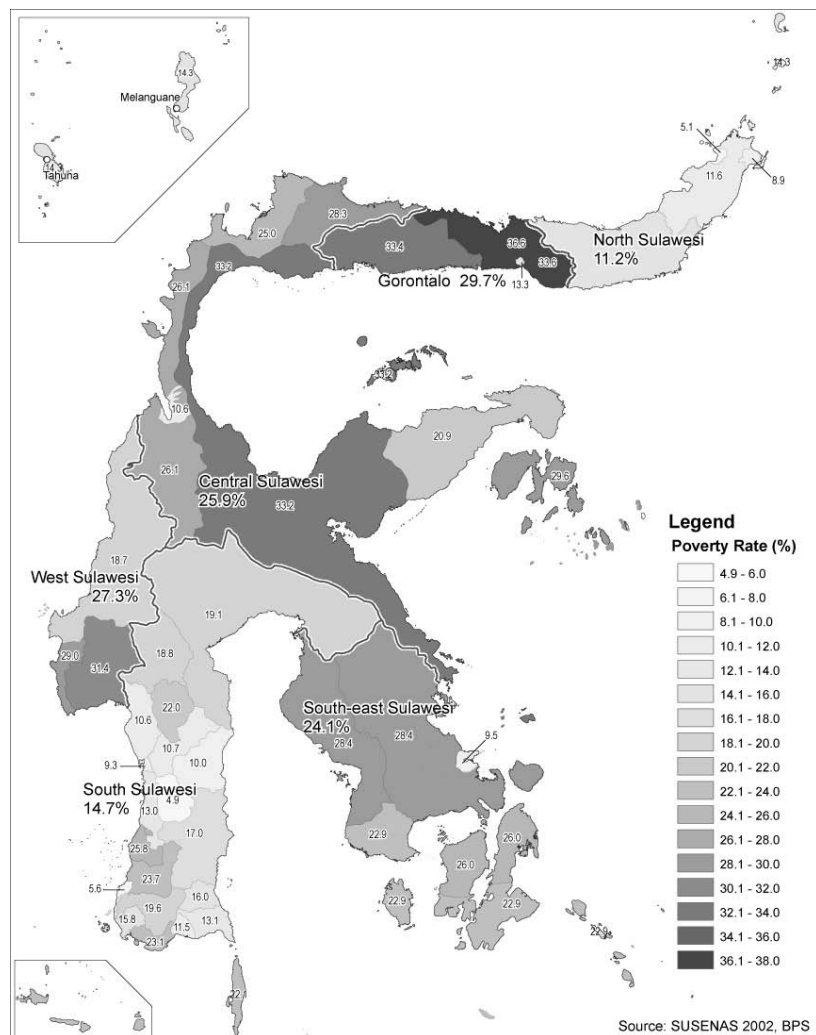 14.3
Melanguane
14.3
Tahuna
14.3
5.1
11.6
8.9
28.3
25.0
33.4
36.6
33.6
North Sulawesi
11.2%
33.2
26.1
Gorontalo 29.7%
13.3
33.2
10.6
20.9
26.1
Central Sulawesi
25.9%
33.2
29.6
18.7
West Sulawesi
27.3%
19.1
29.0
31.4
18.8
22.0
10.6
10.7
10.0
9.3
South Sulawesi
14.7%
4.9
13.0
17.0
25.8
23.7
5.6
19.6
16.0
15.8
11.5
13.1
23.1
22.1
South-east Sulawesi
24.1%
28.4
28.4
9.5
22.9
26.0
26.0
22.9
22.9
22.9
Legend
Poverty Rate (%)
4.9 - 6.0
6.1 - 8.0
8.1 - 10.0
10.1 - 12.0
12.1 - 14.0
14.1 - 16.0
16.1 - 18.0
18.1 - 20.0
20.1 - 22.0
22.1 - 24.0
24.1 - 26.0
26.1 - 28.0
28.1 - 30.0
30.1 - 32.0
32.1 - 34.0
34.1 - 36.0
36.1 - 38.0
Source: SUSENAS 2002, BPS